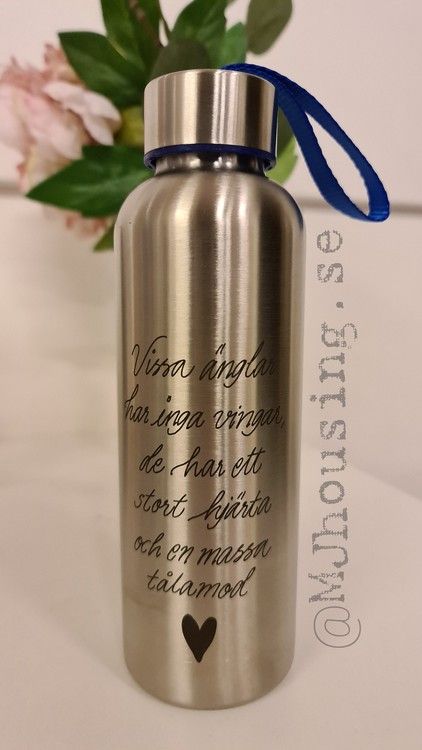 Vissa änglar
har inga vingar,
de har ett
stort hjärta
och en massa
tålamod
@MJhousing.se